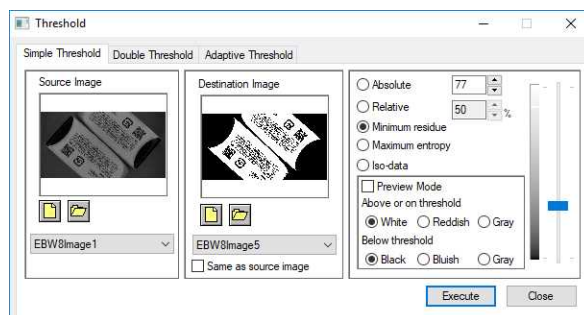 Threshold
Simple Threshold Double Threshold Adaptive Threshold
Source Image
EBW8Image1
Destination Image
EBW8Image5
Same as source image
Absolute 77
Relative 50 %
Minimum residue
Maximum entropy
Iso-data
Preview Mode
Above or on threshold
White Reddish Gray
Below threshold
Black Bluish Gray
Execute Close